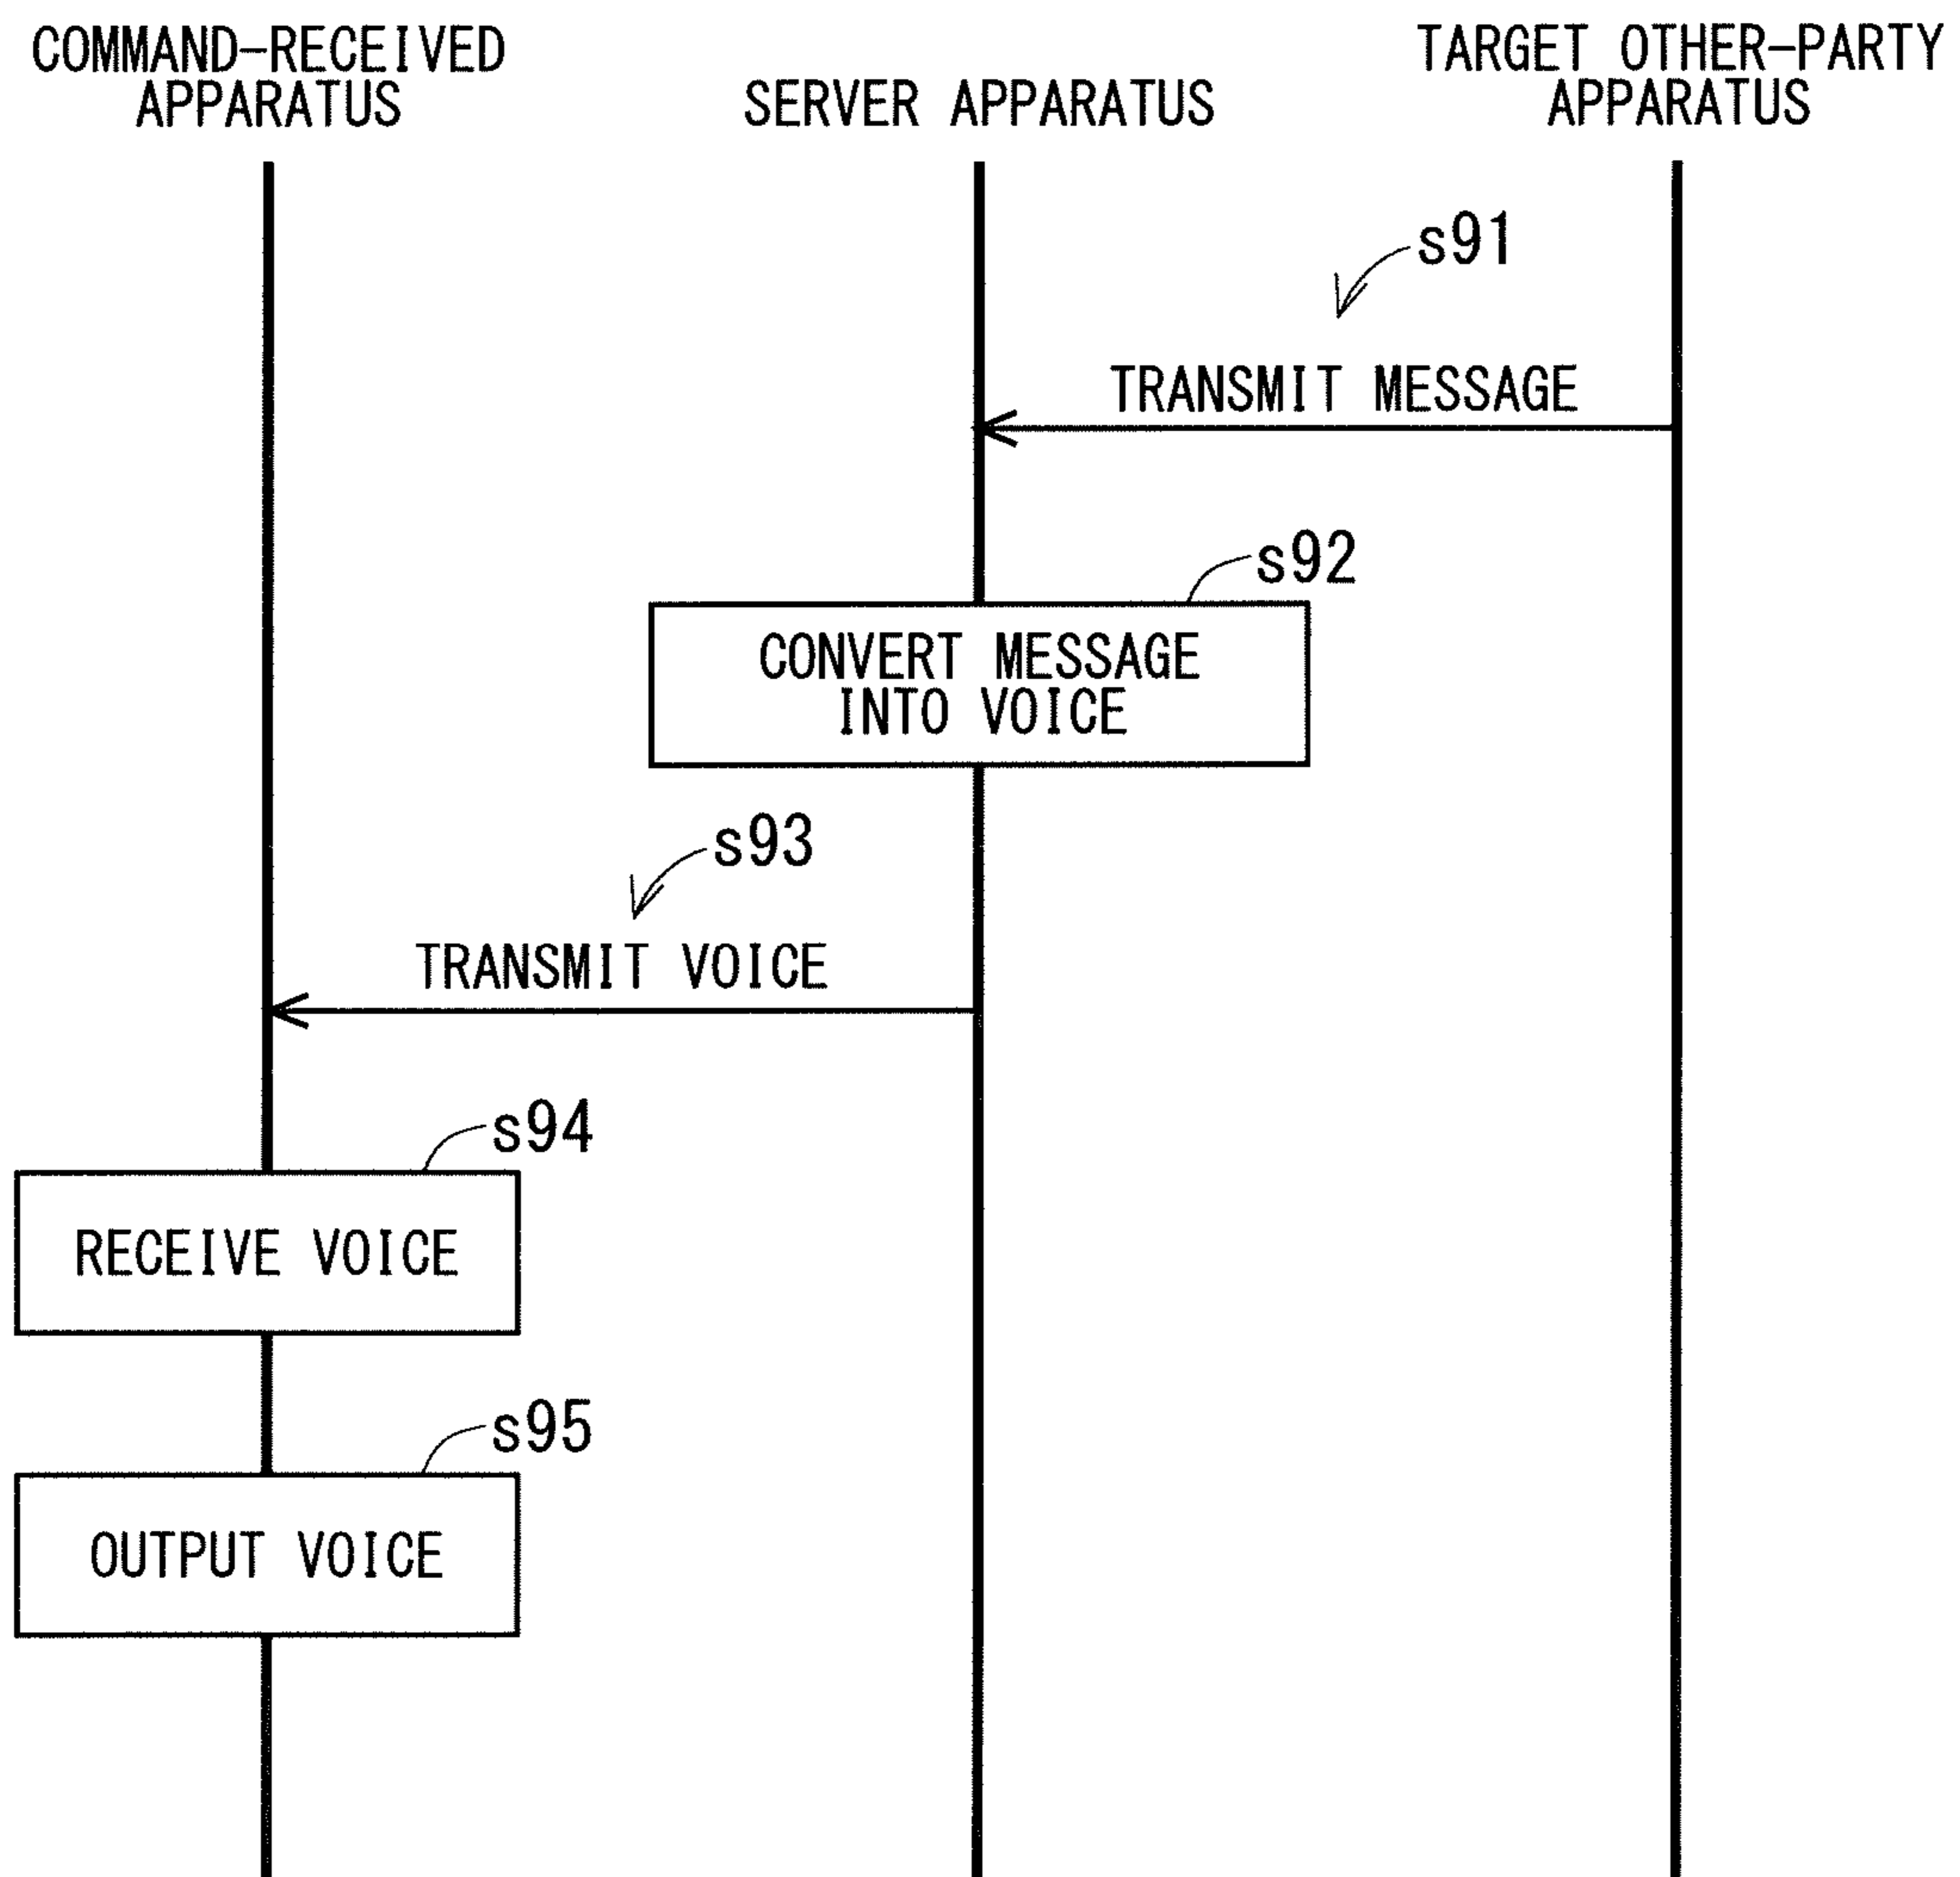 COMMAND-RECEIVED
APPARATUS
SERVER APPARATUS
TARGET OTHER-PARTY
APPARATUS
s91
TRANSMIT MESSAGE
s92
CONVERT MESSAGE
INTO VOICE
s93
TRANSMIT VOICE
s94
RECEIVE VOICE
s95
OUTPUT VOICE